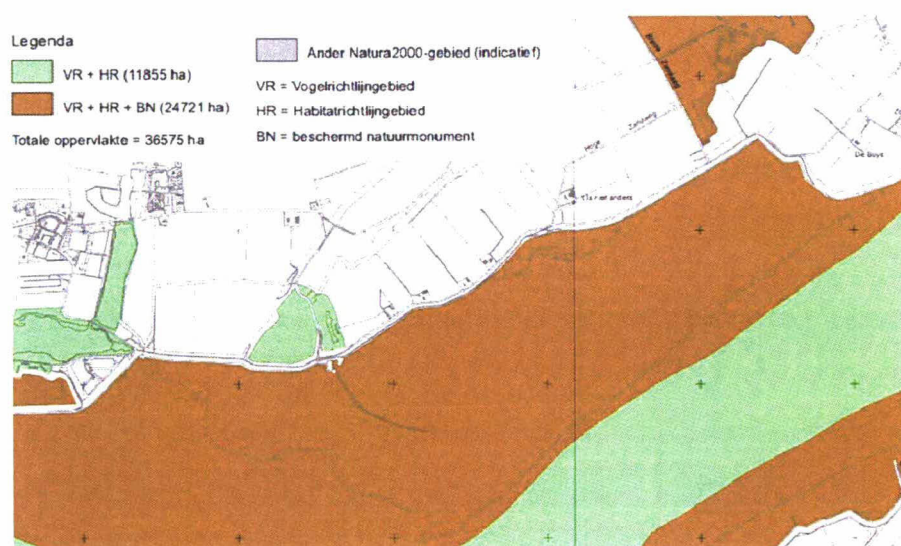 Legenda
VR + HR (11855 ha)
VR + HR + BN (24721 ha)
Totale oppervlakte = 36575 ha
Ander Natura2000-gebied (indicatief)
VR = Vogelrichtlijngebied
HR = Habitatrichtlijngebied
BN = beschermd natuurmonument
Zandweg
De Buys